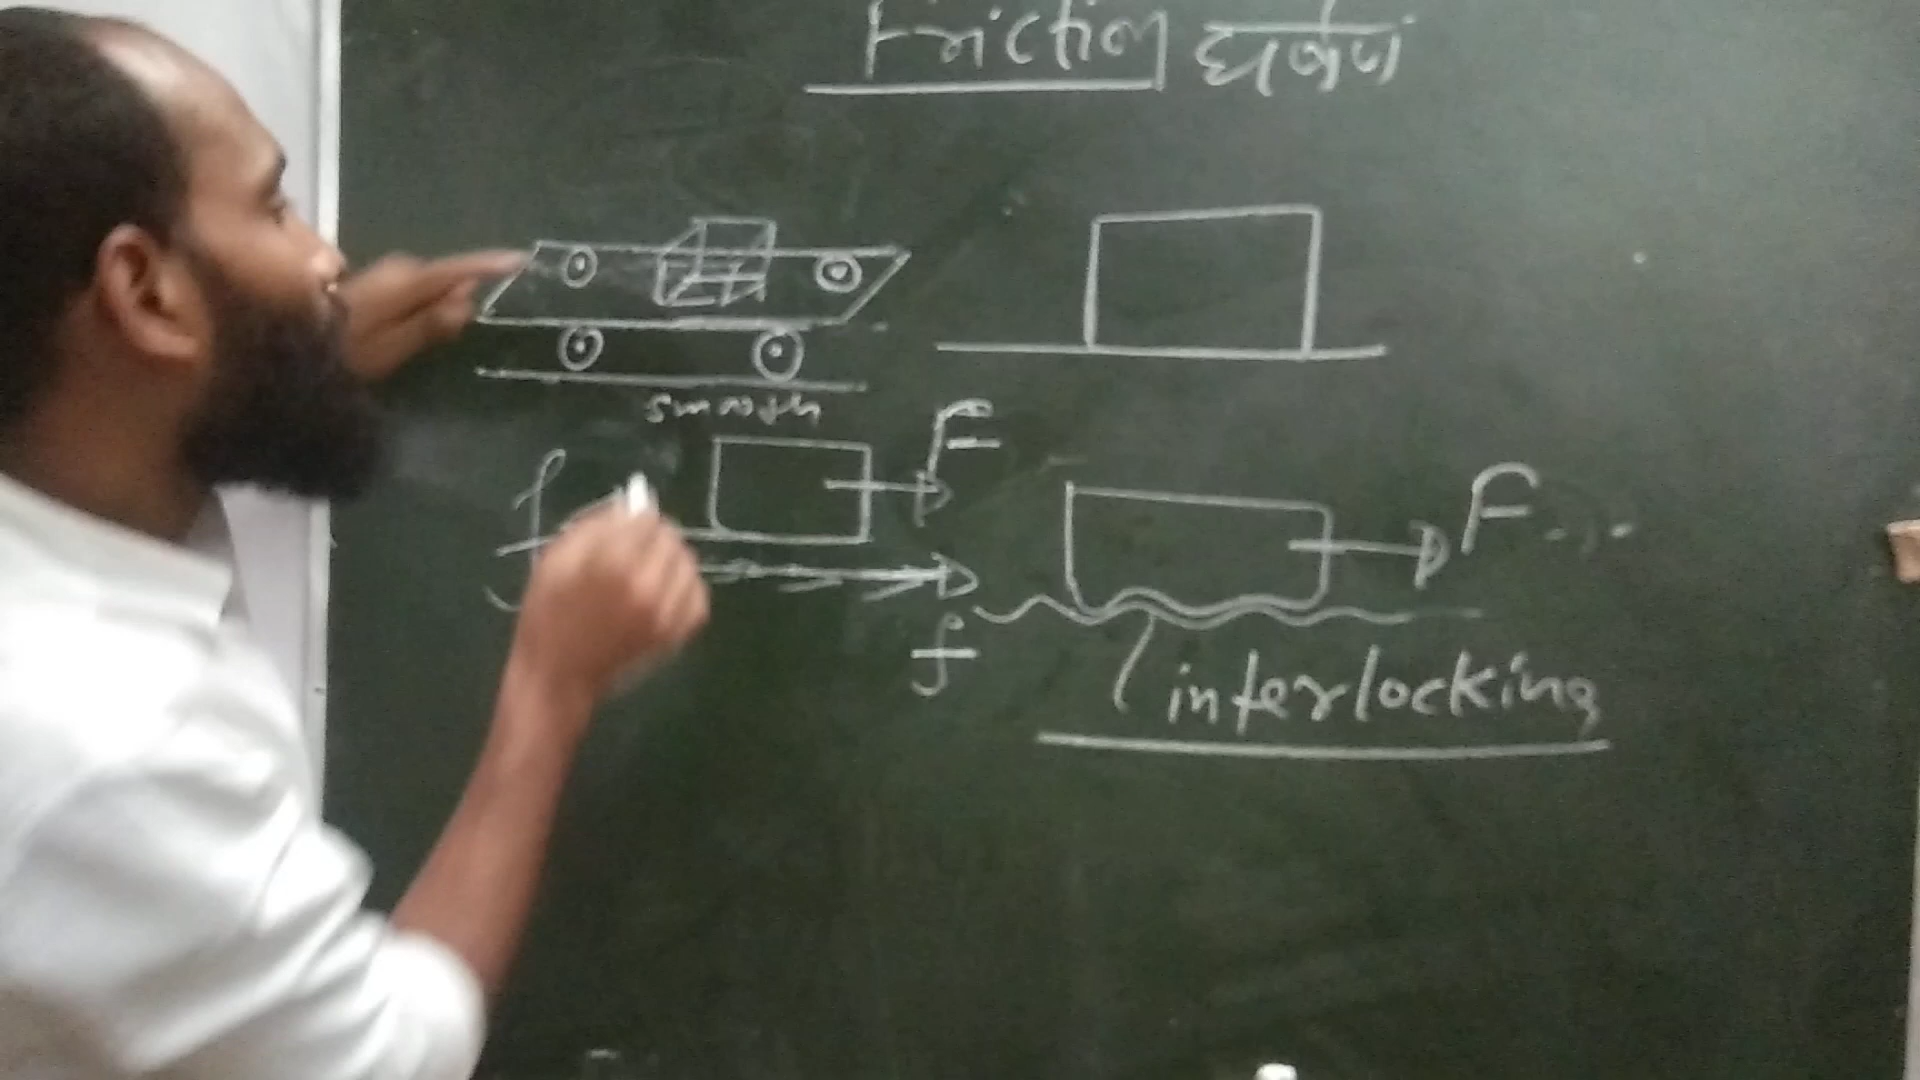 Friction घर्षण
smooth
F
f
F
f
interlocking